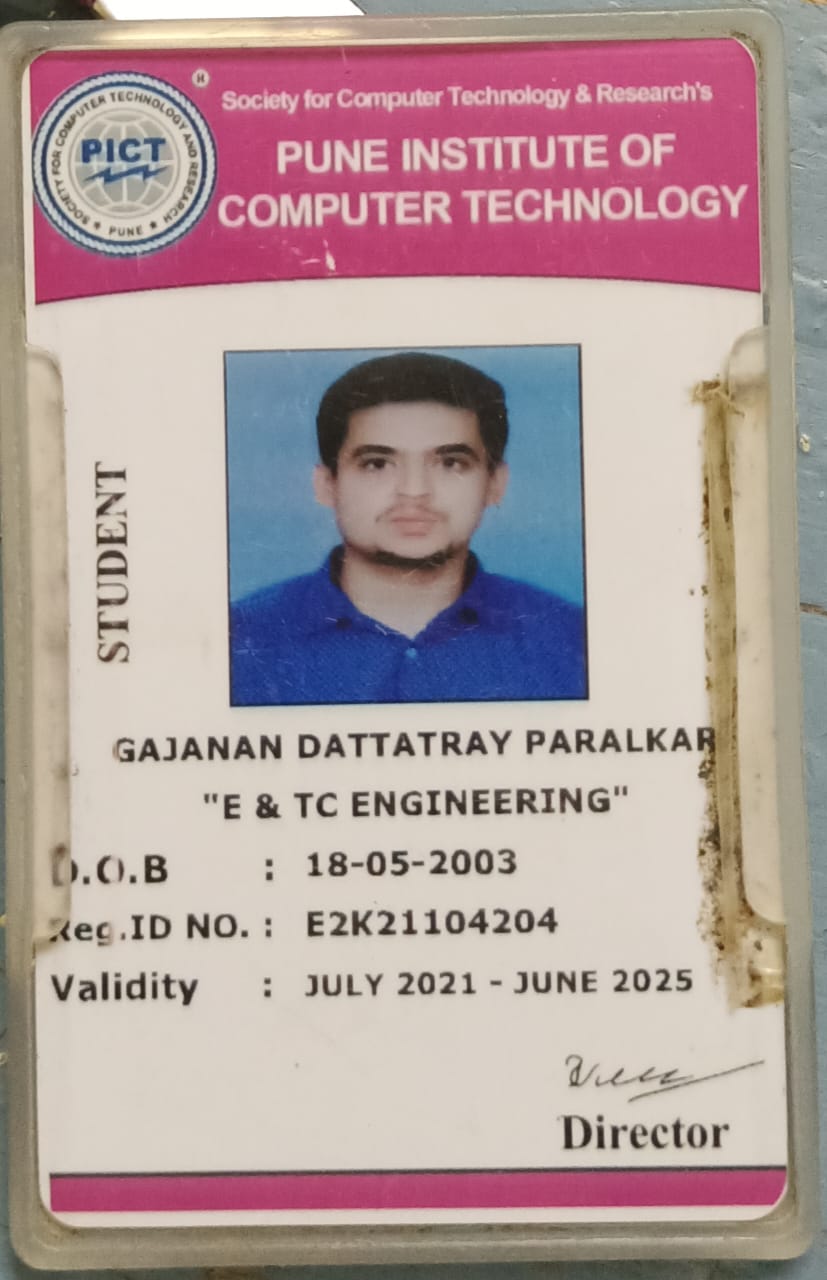 Society for Computer Technology & Research's
PUNE INSTITUTE OF
COMPUTER TECHNOLOGY
®
SOCIETY FOR COMPUTER TECHNOLOGY AND RESEARCH
PICT
★ PUNE ★
STUDENT
GAJANAN DATTATRAY PARALKAR
"E & TC ENGINEERING"
D.O.B : 18-05-2003
Reg.ID NO. : E2K21104204
Validity : JULY 2021 - JUNE 2025
Director